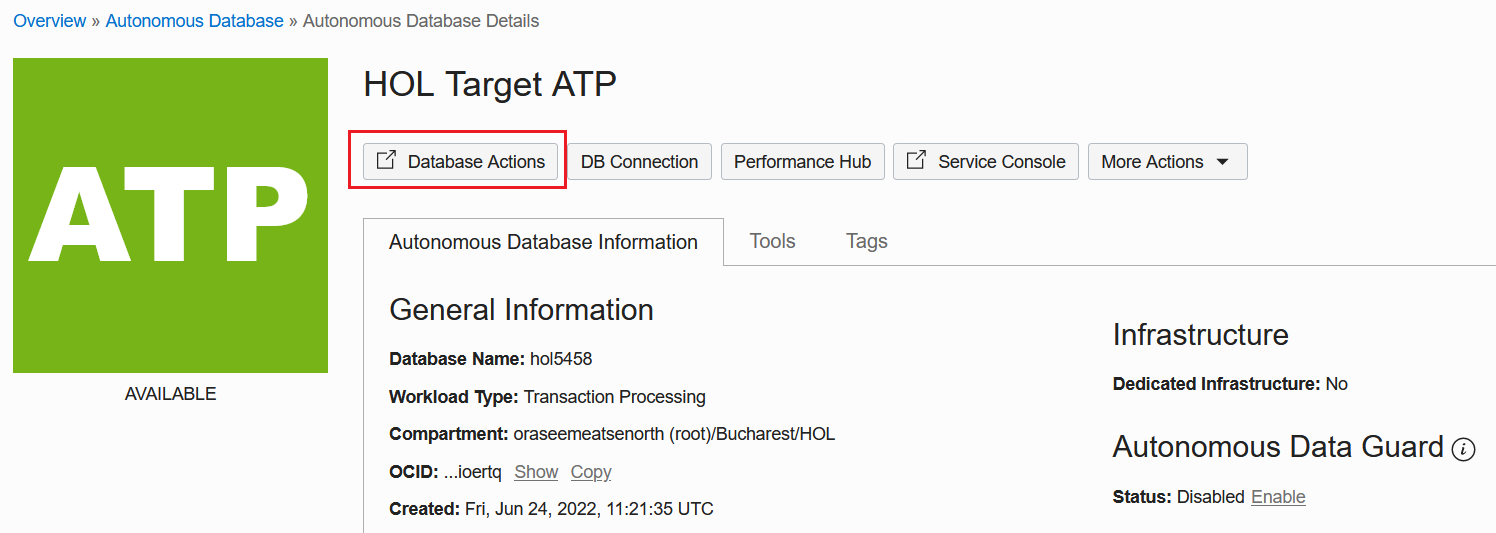 Overview » Autonomous Database » Autonomous Database Details
ATP
AVAILABLE
HOL Target ATP
Database Actions DB Connection Performance Hub Service Console More Actions
Autonomous Database Information Tools Tags
General Information
Database Name: hol5458
Workload Type: Transaction Processing
Compartment: oraseemeatsenorth (root)/Bucharest/HOL
OCID: ...ioertq Show Copy
Created: Fri, Jun 24, 2022, 11:21:35 UTC
Infrastructure
Dedicated Infrastructure: No
Autonomous Data Guard i
Status: Disabled Enable